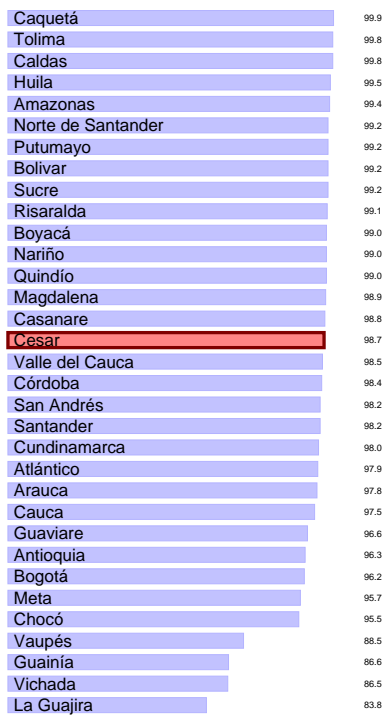 Caquetá 99.9
Tolima 99.8
Caldas 99.8
Huila 99.5
Amazonas 99.4
Norte de Santander 99.2
Putumayo 99.2
Bolivar 99.2
Sucre 99.2
Risaralda 99.1
Boyacá 99.0
Nariño 99.0
Quindío 99.0
Magdalena 98.9
Casanare 98.8
Cesar 98.7
Valle del Cauca 98.5
Córdoba 98.4
San Andrés 98.2
Santander 98.2
Cundinamarca 98.0
Atlántico 97.9
Arauca 97.8
Cauca 97.5
Guaviare 96.6
Antioquia 96.3
Bogotá 96.2
Meta 95.7
Chocó 95.5
Vaupés 88.5
Guainía 86.6
Vichada 86.5
La Guajira 83.8